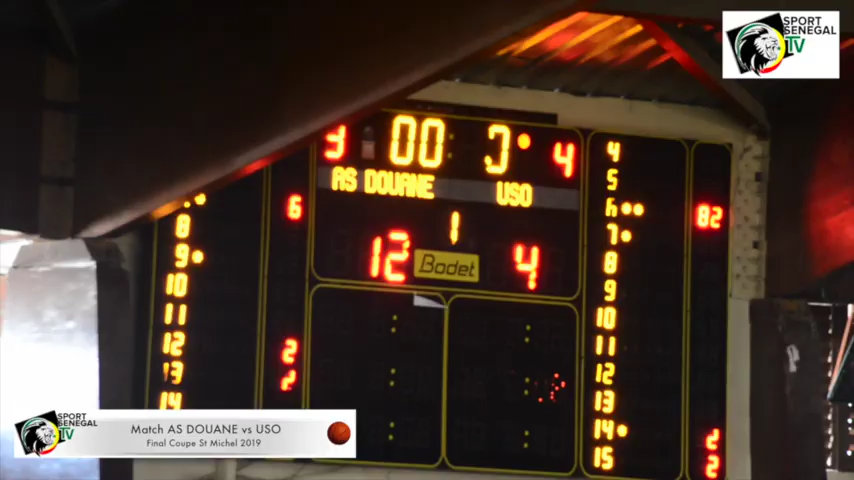 SPORT
SENEGAL
TV
3 00 4
AS DOUANE USO
1
12 Bodet 4
6
8
9
10
11
12
13
14
2
4
5
6
7
8
9
10
11
12
13
14
15
82
2
2
SPORT
SENEGAL
TV
Match AS DOUANE vs USO
Final Coupe St Michel 2019